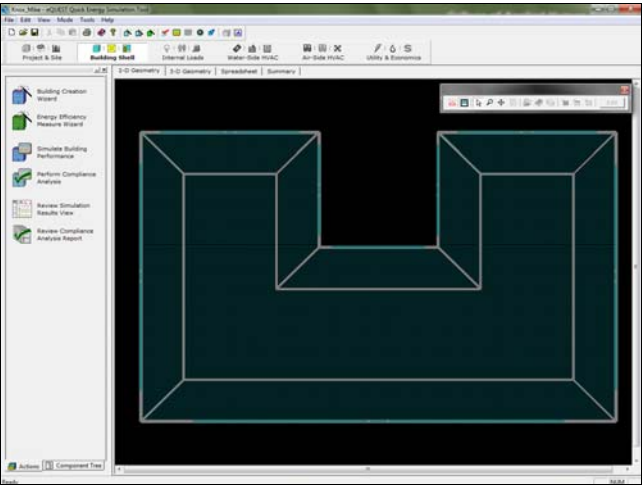 Knox_Mike - eQUEST Quick Energy Simulation Tool
File Edit View Mode Tools Help
Project & Site Building Shell Internal Loads Water-Side HVAC Air-Side HVAC Utility & Economics
2-D Geometry 3-D Geometry Spreadsheet Summary
Building Creation
Wizard
Energy Efficiency
Measure Wizard
Simulate Building
Performance
Perform Compliance
Analysis
Review Simulation
Results View
Review Compliance
Analysis Report
Actions Component Tree
Ready NUM